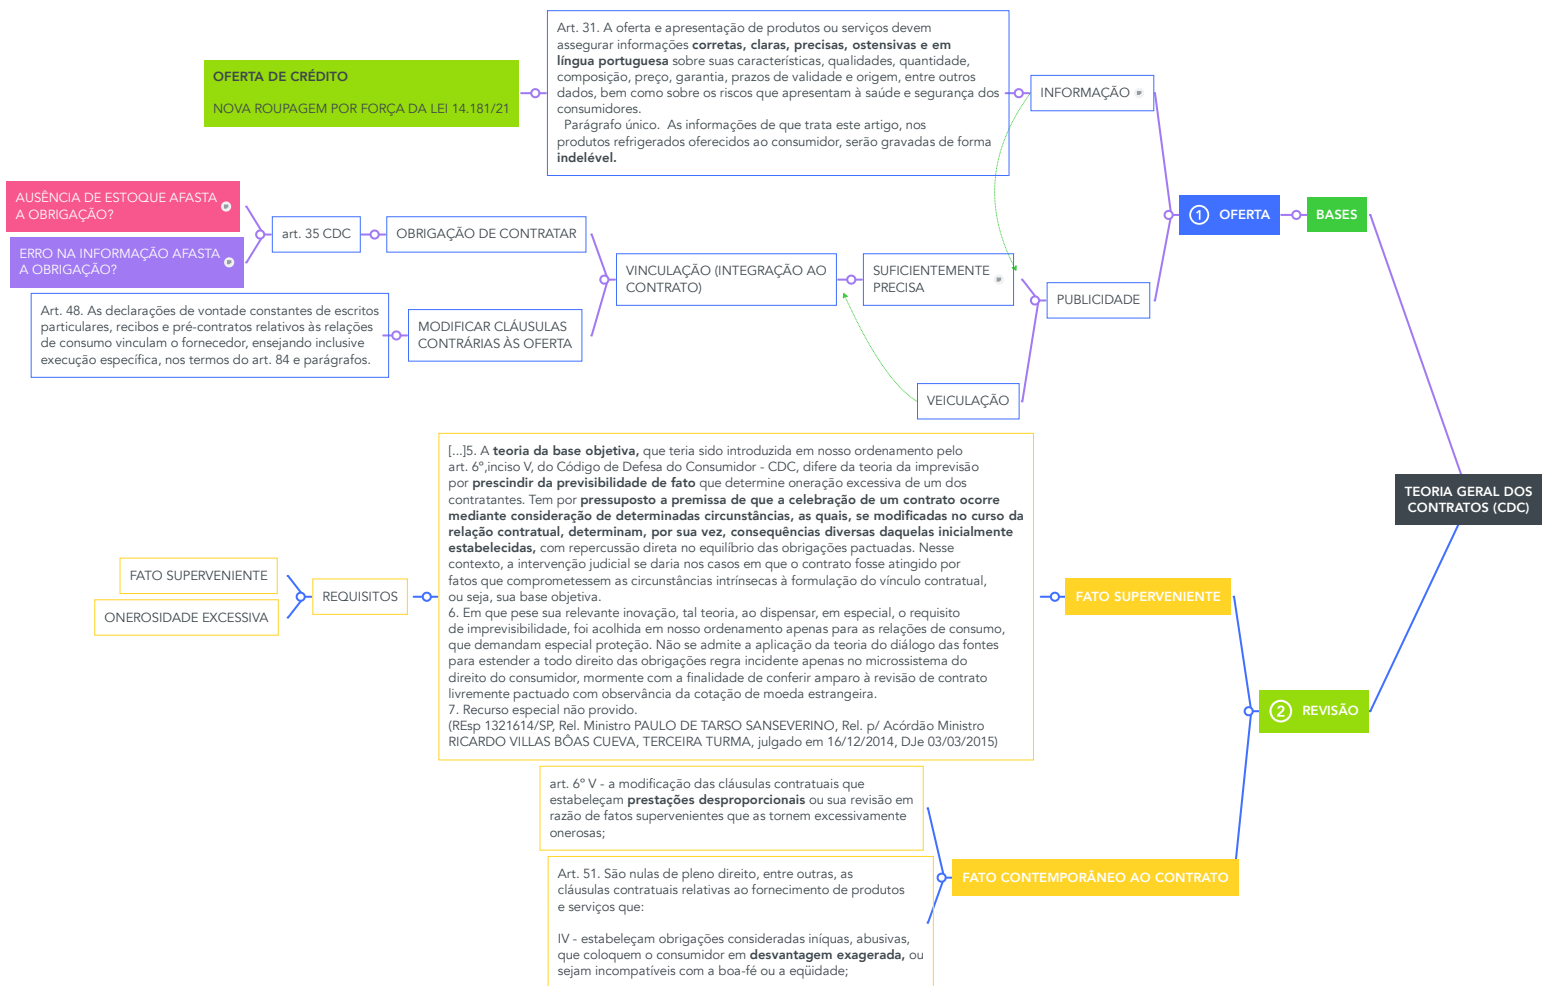 Art. 31. A oferta e apresentação de produtos ou serviços devem
assegurar informações corretas, claras, precisas, ostensivas e em
língua portuguesa sobre suas características, qualidades, quantidade,
composição, preço, garantia, prazos de validade e origem, entre outros
dados, bem como sobre os riscos que apresentam à saúde e segurança dos
consumidores.
Parágrafo único. As informações de que trata este artigo, nos
produtos refrigerados oferecidos ao consumidor, serão gravadas de forma
indelével.
OFERTA DE CRÉDITO
NOVA ROUPAGEM POR FORÇA DA LEI 14.181/21
INFORMAÇÃO
AUSÊNCIA DE ESTOQUE AFASTA
A OBRIGAÇÃO?
ERRO NA INFORMAÇÃO AFASTA
A OBRIGAÇÃO?
art. 35 CDC
OBRIGAÇÃO DE CONTRATAR
VINCULAÇÃO (INTEGRAÇÃO AO
CONTRATO)
SUFICIENTEMENTE
PRECISA
PUBLICIDADE
1 OFERTA
BASES
Art. 48. As declarações de vontade constantes de escritos
particulares, recibos e pré-contratos relativos às relações
de consumo vinculam o fornecedor, ensejando inclusive
execução específica, nos termos do art. 84 e parágrafos.
MODIFICAR CLÁUSULAS
CONTRÁRIAS ÀS OFERTA
VEICULAÇÃO
TEORIA GERAL DOS
CONTRATOS (CDC)
[...]5. A teoria da base objetiva, que teria sido introduzida em nosso ordenamento pelo
art. 6º,inciso V, do Código de Defesa do Consumidor - CDC, difere da teoria da imprevisão
por prescindir da previsibilidade de fato que determine oneração excessiva de um dos
contratantes. Tem por pressuposto a premissa de que a celebração de um contrato ocorre
mediante consideração de determinadas circunstâncias, as quais, se modificadas no curso da
relação contratual, determinam, por sua vez, consequências diversas daquelas inicialmente
estabelecidas, com repercussão direta no equilíbrio das obrigações pactuadas. Nesse
contexto, a intervenção judicial se daria nos casos em que o contrato fosse atingido por
fatos que comprometessem as circunstâncias intrínsecas à formulação do vínculo contratual,
ou seja, sua base objetiva.
6. Em que pese sua relevante inovação, tal teoria, ao dispensar, em especial, o requisito
de imprevisibilidade, foi acolhida em nosso ordenamento apenas para as relações de consumo,
que demandam especial proteção. Não se admite a aplicação da teoria do diálogo das fontes
para estender a todo direito das obrigações regra incidente apenas no microssistema do
direito do consumidor, mormente com a finalidade de conferir amparo à revisão de contrato
livremente pactuado com observância da cotação de moeda estrangeira.
7. Recurso especial não provido.
(REsp 1321614/SP, Rel. Ministro PAULO DE TARSO SANSEVERINO, Rel. p/ Acórdão Ministro
RICARDO VILLAS BÔAS CUEVA, TERCEIRA TURMA, julgado em 16/12/2014, DJe 03/03/2015)
FATO SUPERVENIENTE
ONEROSIDADE EXCESSIVA
REQUISITOS
FATO SUPERVENIENTE
2 REVISÃO
art. 6º V - a modificação das cláusulas contratuais que
estabeleçam prestações desproporcionais ou sua revisão em
razão de fatos supervenientes que as tornem excessivamente
onerosas;
FATO CONTEMPORÂNEO AO CONTRATO
Art. 51. São nulas de pleno direito, entre outras, as
cláusulas contratuais relativas ao fornecimento de produtos
e serviços que:
IV - estabeleçam obrigações consideradas iníquas, abusivas,
que coloquem o consumidor em desvantagem exagerada, ou
sejam incompatíveis com a boa-fé ou a eqüidade;